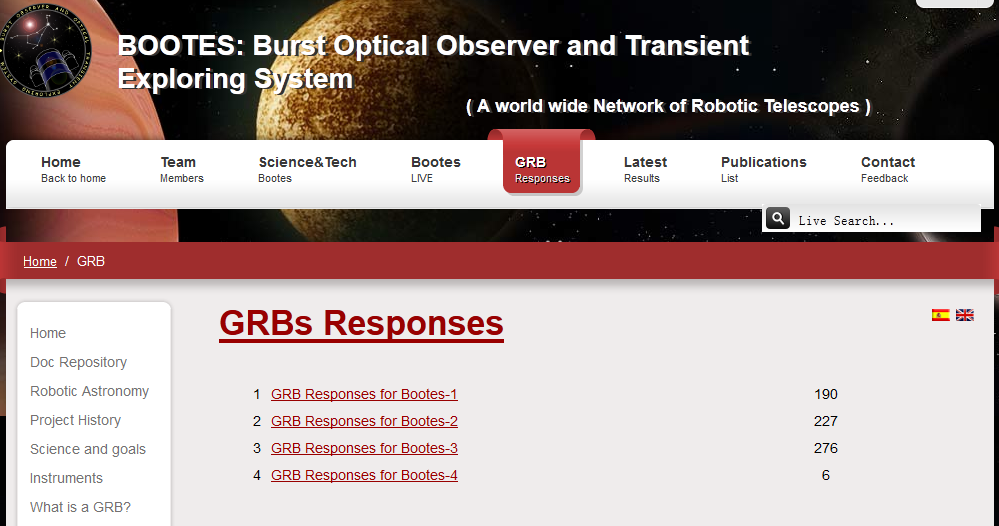 BOOTES: Burst Optical Observer and Transient
Exploring System
( A world wide Network of Robotic Telescopes )
Home Team Science&Tech Bootes GRB Latest Publications Contact
Back to home Members Bootes LIVE Responses Results List Feedback
Live Search...
Home / GRB
GRBs Responses
Home
Doc Repository
Robotic Astronomy
Project History
Science and goals
Instruments
What is a GRB?
1 GRB Responses for Bootes-1 190
2 GRB Responses for Bootes-2 227
3 GRB Responses for Bootes-3 276
4 GRB Responses for Bootes-4 6